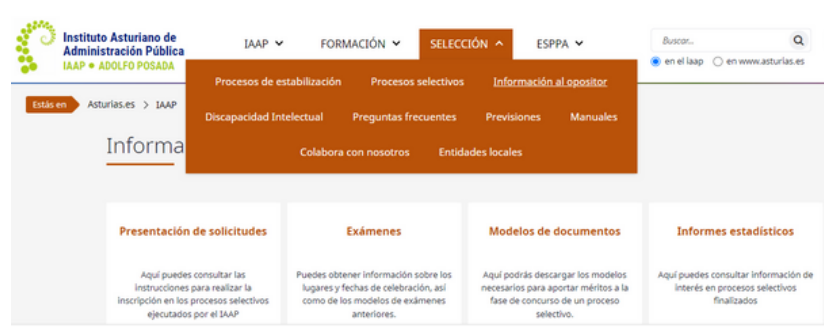 Instituto Asturiano de
Administración Pública
IAAP • ADOLFO POSADA
IAAP
FORMACIÓN
SELECCIÓN
ESPPA
Buscar...
en el iaap
en www.asturias.es
Procesos de estabilización
Procesos selectivos
Información al opositor
Discapacidad Intelectual
Preguntas frecuentes
Previsiones
Manuales
Colabora con nosotros
Entidades locales
Estás en
Asturias.es > IAAP
Informa
Presentación de solicitudes
Aquí puedes consultar las
instrucciones para realizar la
inscripción en los procesos selectivos
ejecutados por el IAAP
Exámenes
Puedes obtener información sobre los
lugares y fechas de celebración, así
como de los modelos de exámenes
anteriores.
Modelos de documentos
Aquí podrás descargar los modelos
necesarios para aportar méritos a la
fase de concurso de un proceso
selectivo.
Informes estadísticos
Aquí puedes consultar información de
interés en procesos selectivos
finalizados